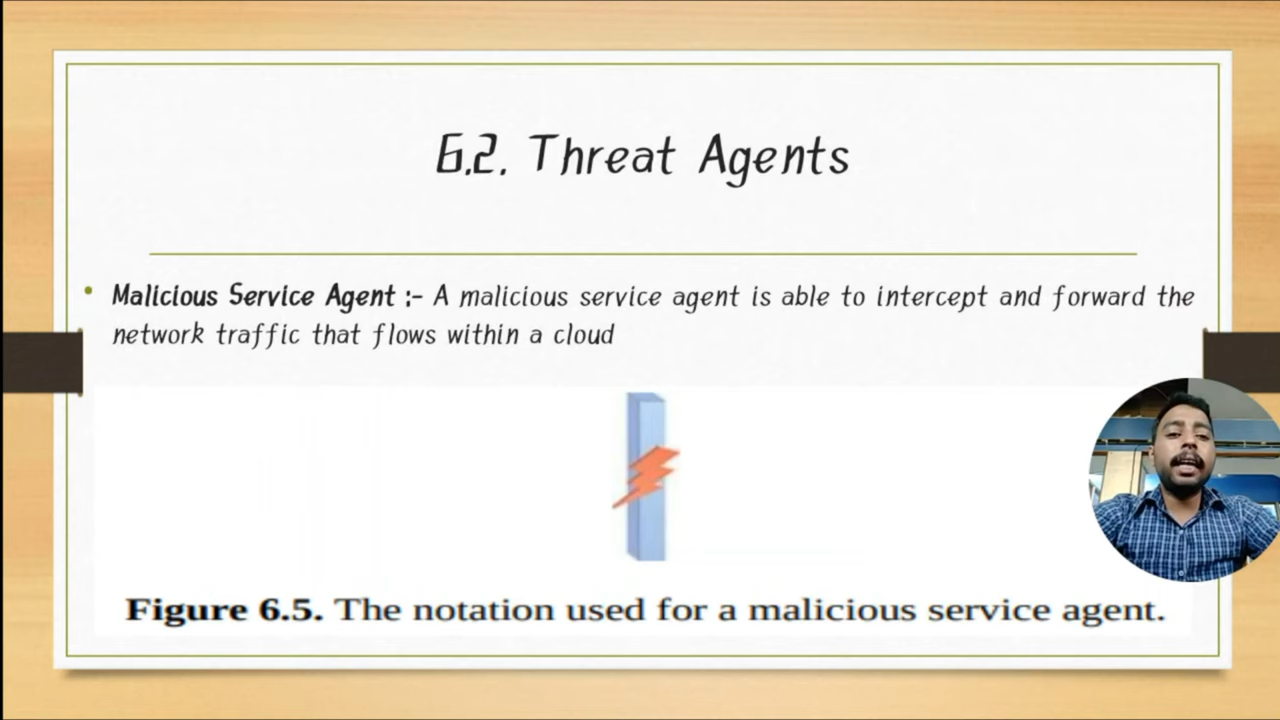 6.2. Threat Agents
• Malicious Service Agent :- A malicious service agent is able to intercept and forward the
network traffic that flows within a cloud
Figure 6.5. The notation used for a malicious service agent.